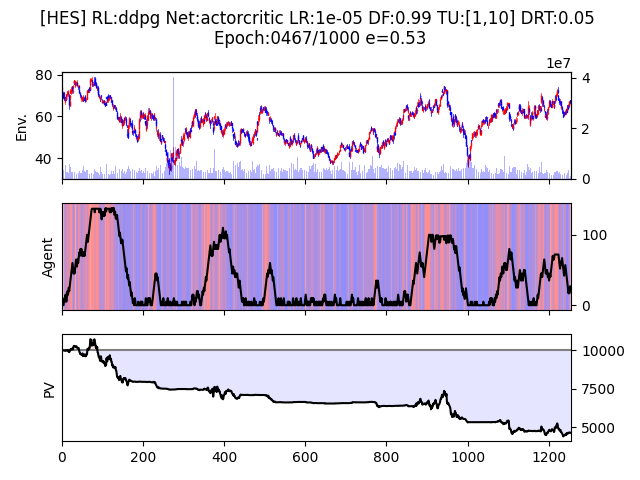 [HES] RL:ddpg Net:actorcritic LR:1e-05 DF:0.99 TU:[1,10] DRT:0.05
Epoch:0467/1000 e=0.53
1e7
80
60
40
Env.
4
2
0
Agent
100
0
PV
10000
7500
5000
0 200 400 600 800 1000 1200